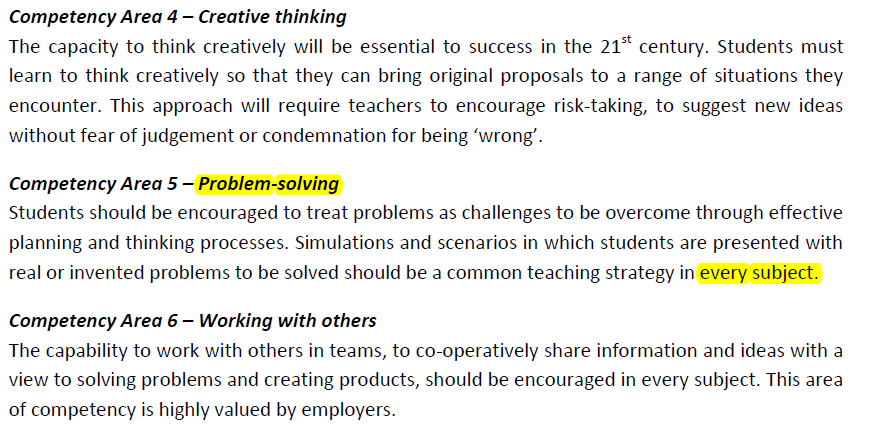 Competency Area 4 – Creative thinking
The capacity to think creatively will be essential to success in the 21st century. Students must
learn to think creatively so that they can bring original proposals to a range of situations they
encounter. This approach will require teachers to encourage risk-taking, to suggest new ideas
without fear of judgement or condemnation for being ‘wrong’.
Competency Area 5 – Problem-solving
Students should be encouraged to treat problems as challenges to be overcome through effective
planning and thinking processes. Simulations and scenarios in which students are presented with
real or invented problems to be solved should be a common teaching strategy in every subject.
Competency Area 6 – Working with others
The capability to work with others in teams, to co-operatively share information and ideas with a
view to solving problems and creating products, should be encouraged in every subject. This area
of competency is highly valued by employers.